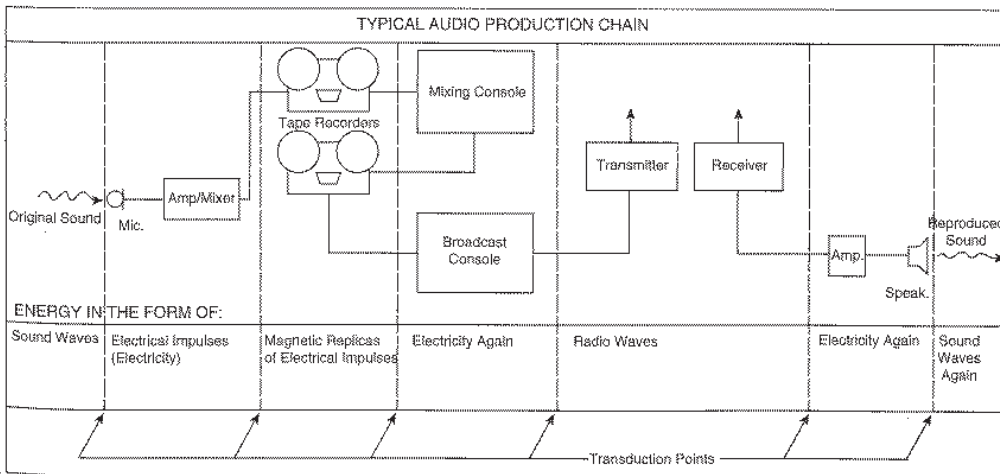 TYPICAL AUDIO PRODUCTION CHAIN
Tape Recorders
Mixing Console
Transmitter
Receiver
Original Sound
Mic.
Amp/Mixer
Broadcast
Console
Amp.
Speak.
Reproduced
Sound
ENERGY IN THE FORM OF:
Sound Waves
Electrical Impulses
(Electricity)
Magnetic Replicas
of Electrical Impulses
Electricity Again
Radio Waves
Electricity Again
Sound
Waves
Again
Transduction Points